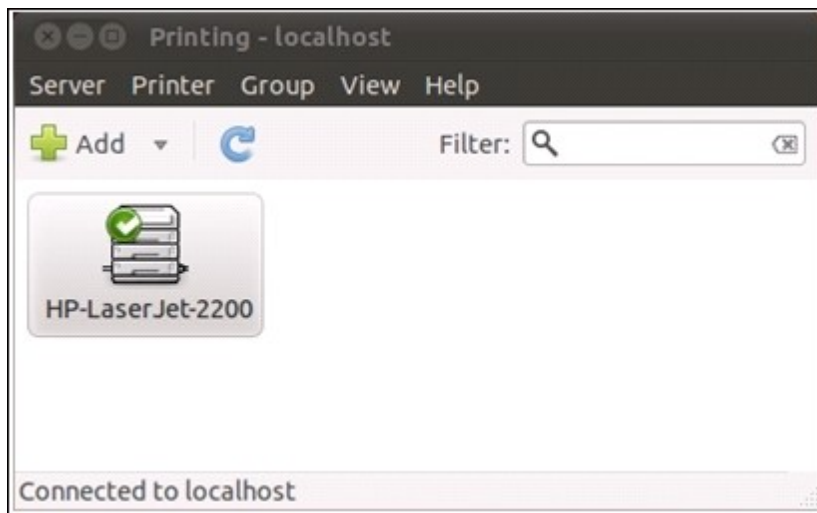 Printing - localhost
Server Printer Group View Help
Add Filter:
HP-LaserJet-2200
Connected to localhost